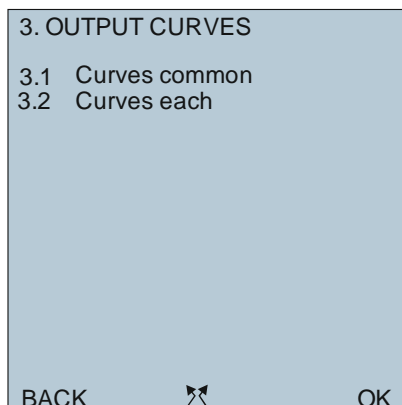 3. OUTPUT CURVES
3.1 Curves common
3.2 Curves each
BACK OK